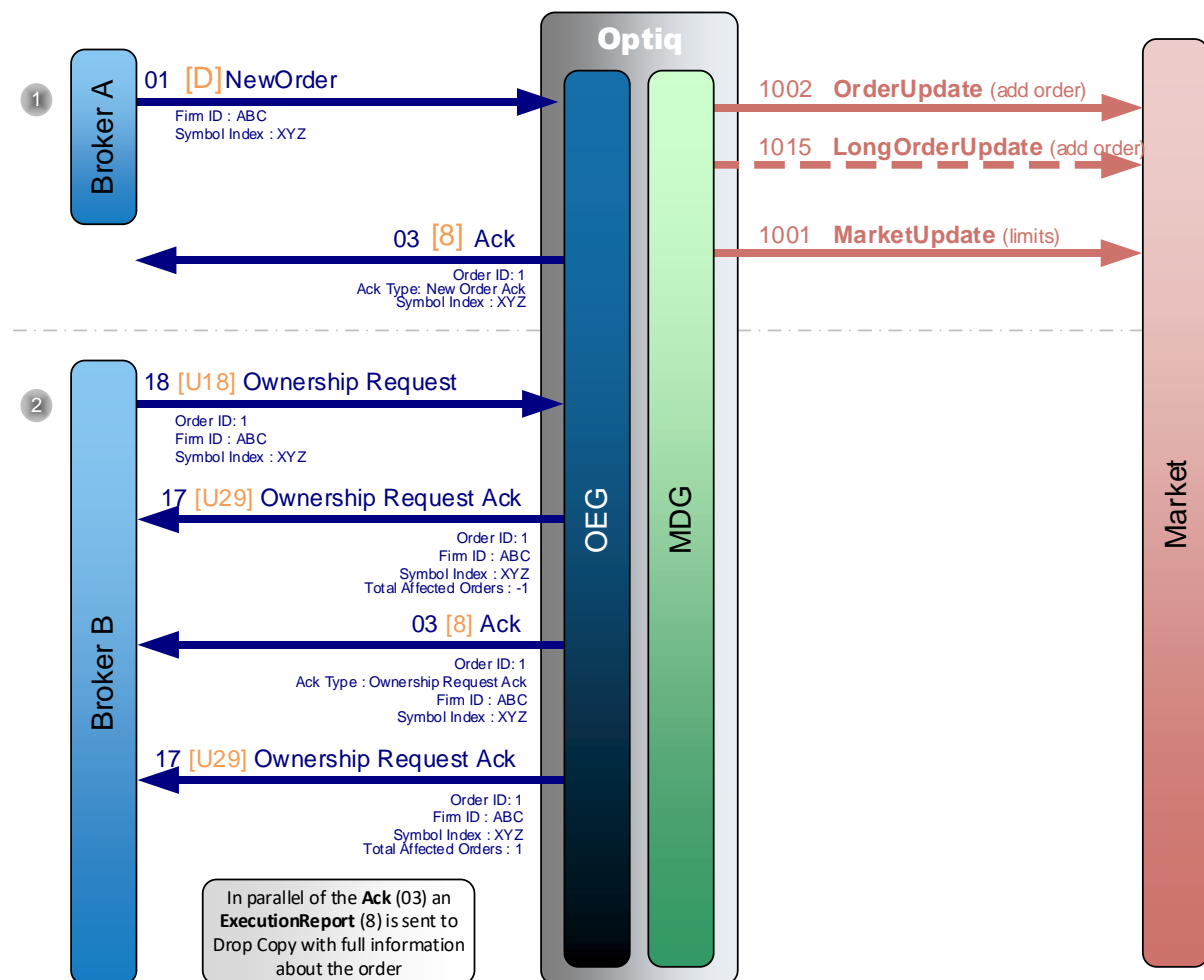 Optiq
1
Broker A
01 [D] NewOrder
Firm ID : ABC
Symbol Index : XYZ
1002 OrderUpdate (add order)
1015 LongOrderUpdate (add order)
03 [8] Ack
Order ID: 1
Ack Type: New Order Ack
Symbol Index : XYZ
1001 MarketUpdate (limits)
2
Broker B
18 [U18] Ownership Request
Order ID: 1
Firm ID : ABC
Symbol Index : XYZ
17 [U29] Ownership Request Ack
Order ID: 1
Firm ID : ABC
Symbol Index : XYZ
Total Affected Orders : -1
03 [8] Ack
Order ID: 1
Ack Type : Ownership Request Ack
Firm ID : ABC
Symbol Index : XYZ
17 [U29] Ownership Request Ack
Order ID: 1
Firm ID : ABC
Symbol Index : XYZ
Total Affected Orders : 1
OEG
MDG
Market
In parallel of the Ack (03) an
ExecutionReport (8) is sent to
Drop Copy with full information
about the order